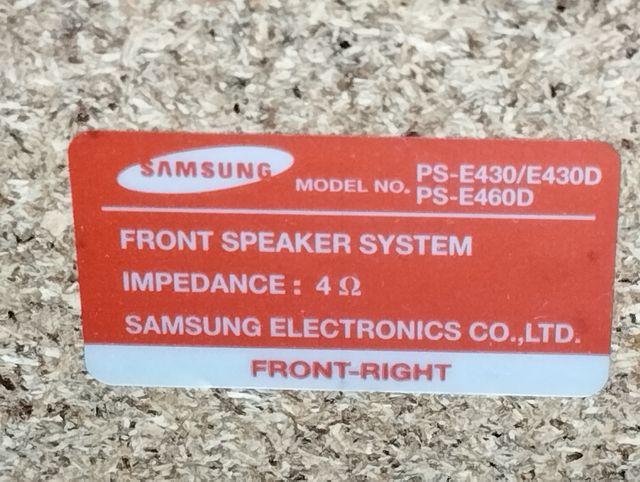 SAMSUNG MODEL NO. PS-E430/E430D
PS-E460D
FRONT SPEAKER SYSTEM
IMPEDANCE : 4 Ω
SAMSUNG ELECTRONICS CO.,LTD.
FRONT-RIGHT